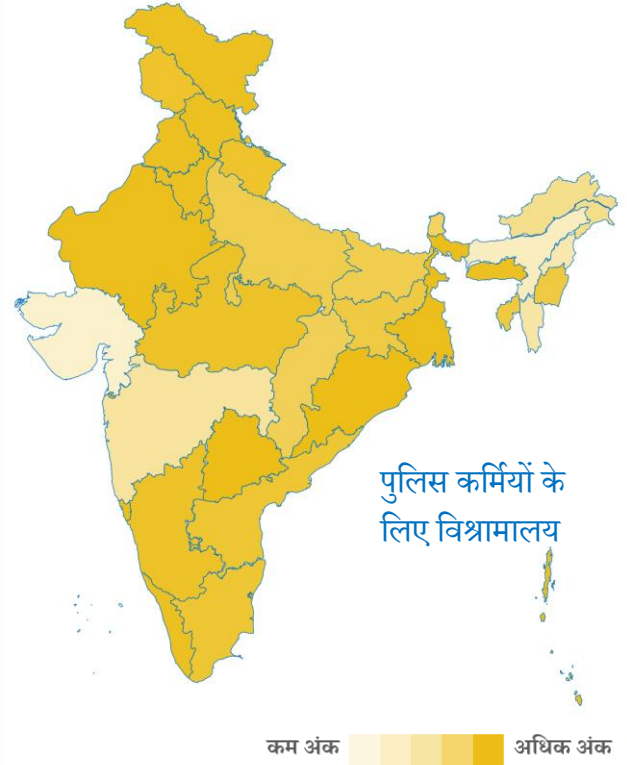 पुलिस कर्मियों के
लिए विश्रामालय
कम अंक अधिक अंक